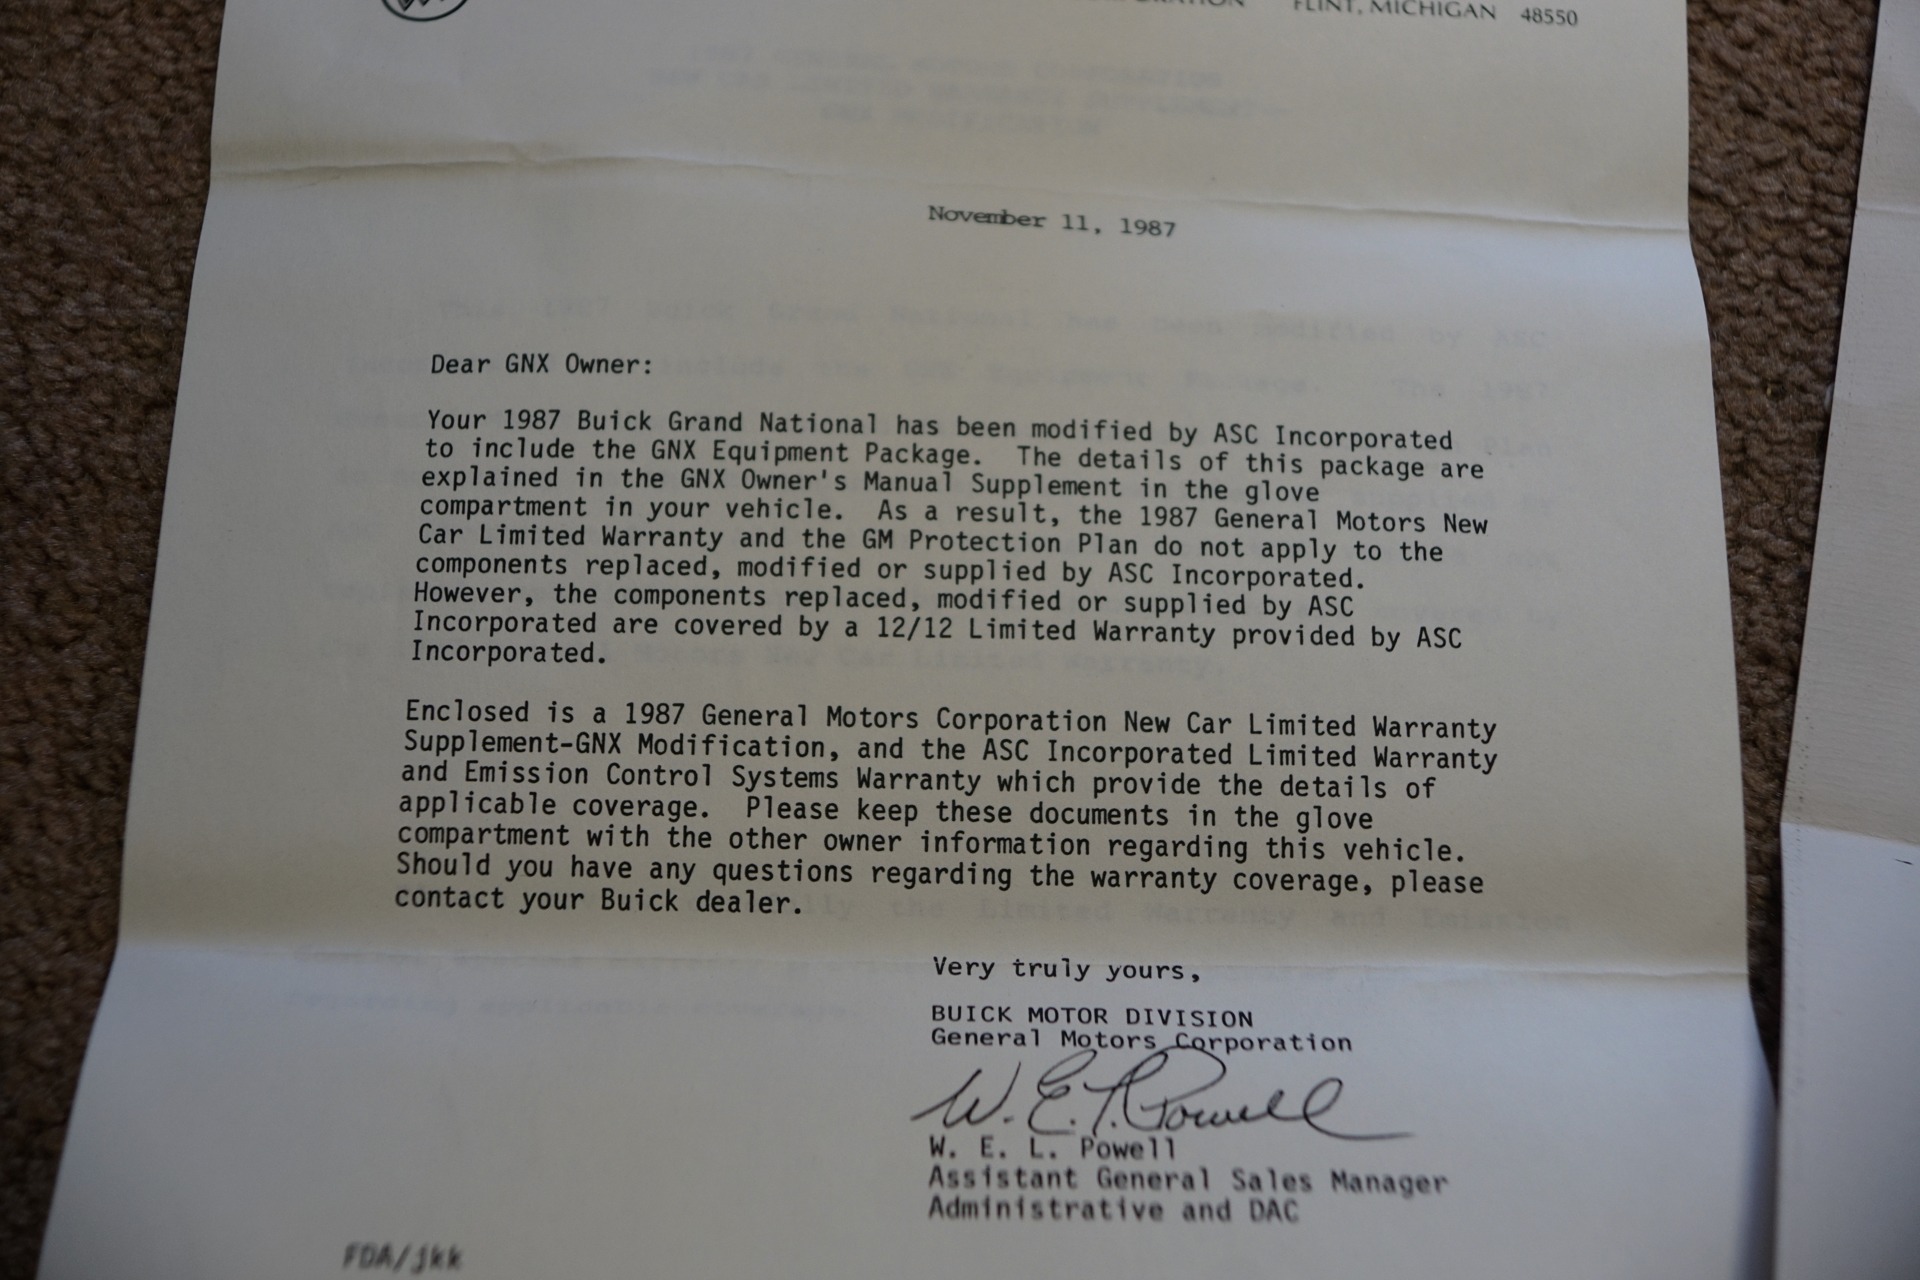 FLINT, MICHIGAN 48550
November 11, 1987
Dear GNX Owner:
Your 1987 Buick Grand National has been modified by ASC Incorporated
to include the GNX Equipment Package. The details of this package are
explained in the GNX Owner's Manual Supplement in the glove
compartment in your vehicle. As a result, the 1987 General Motors New
Car Limited Warranty and the GM Protection Plan do not apply to the
components replaced, modified or supplied by ASC Incorporated.
However, the components replaced, modified or supplied by ASC
Incorporated are covered by a 12/12 Limited Warranty provided by ASC
Incorporated.
Enclosed is a 1987 General Motors Corporation New Car Limited Warranty
Supplement-GNX Modification, and the ASC Incorporated Limited Warranty
and Emission Control Systems Warranty which provide the details of
applicable coverage. Please keep these documents in the glove
compartment with the other owner information regarding this vehicle.
Should you have any questions regarding the warranty coverage, please
contact your Buick dealer.
Very truly yours,
BUICK MOTOR DIVISION
General Motors Corporation
W. E. L. Powell
W. E. L. Powell
Assistant General Sales Manager
Administrative and DAC
FDA/jkk